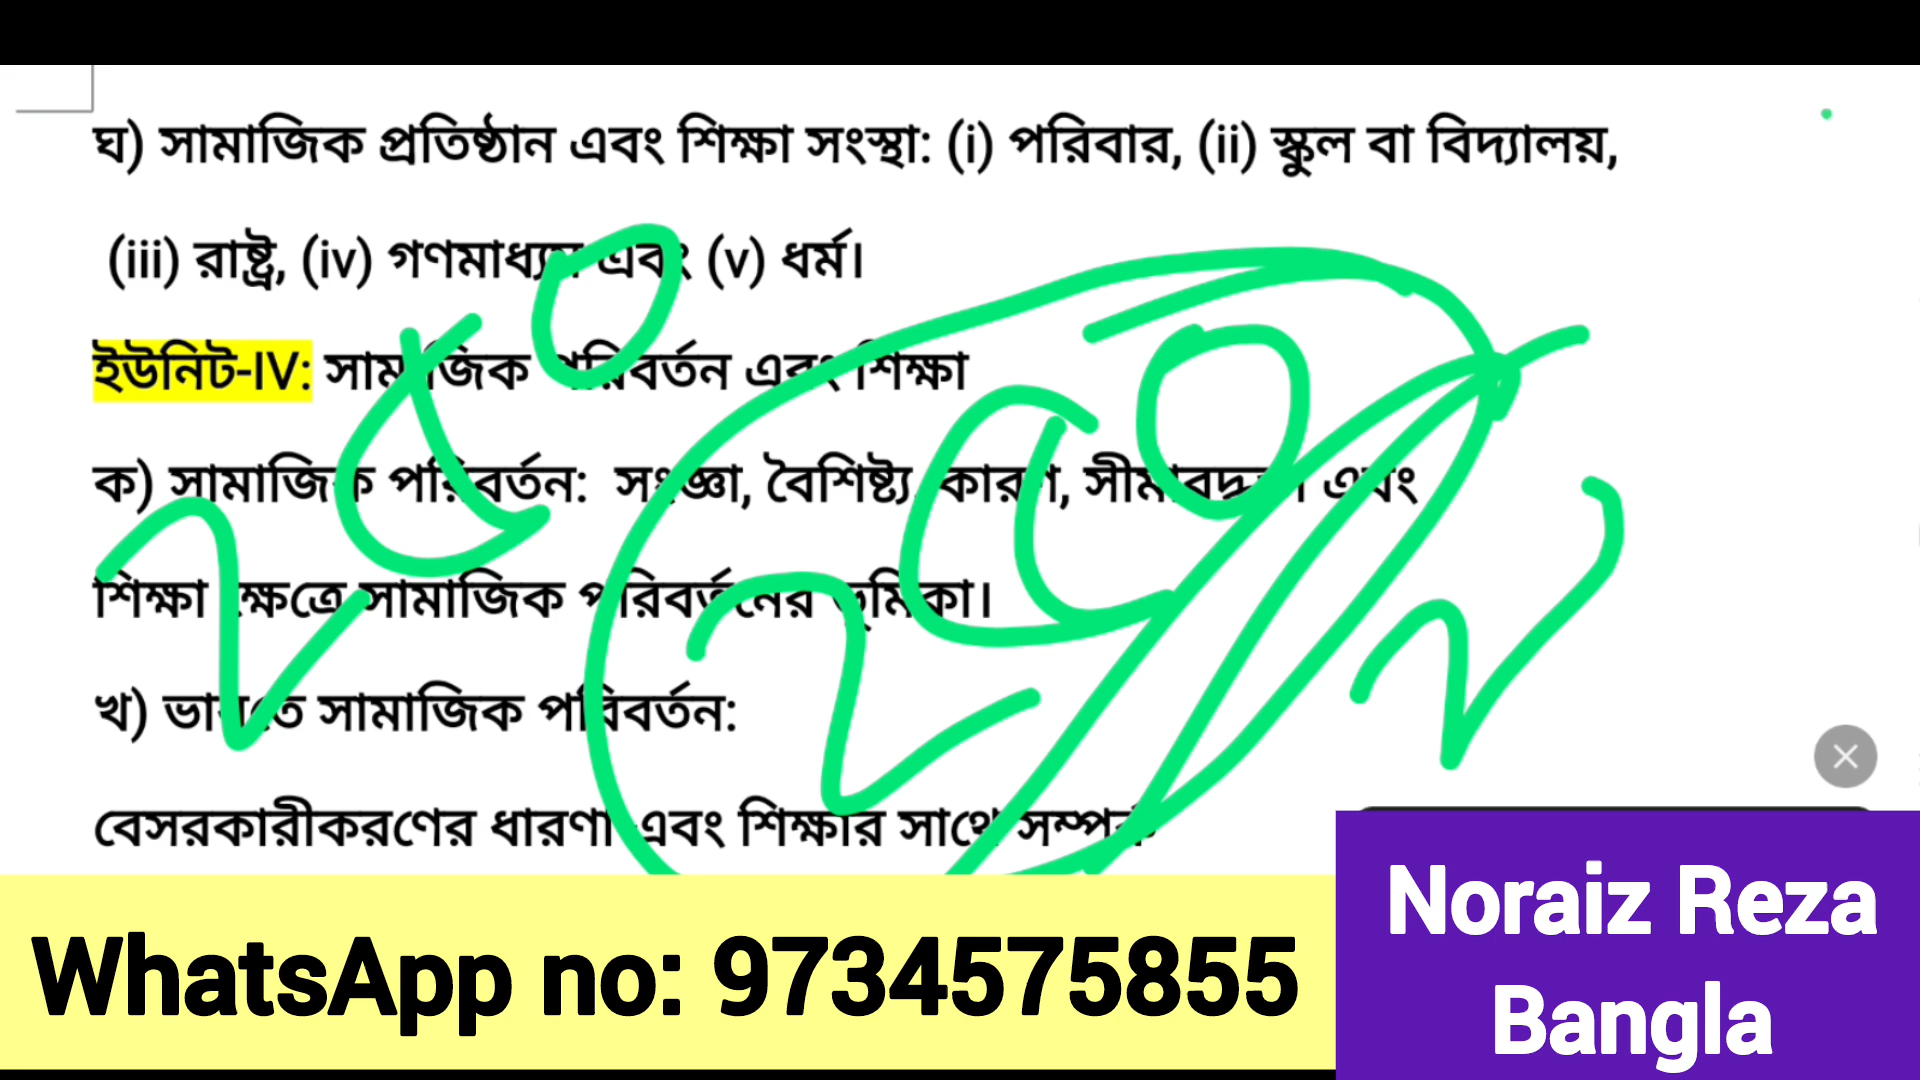 ঘ) সামাজিক প্রতিষ্ঠান এবং শিক্ষা সংস্থা: (i) পরিবার, (ii) স্কুল বা বিদ্যালয়,
(iii) রাষ্ট্র, (iv) গণমাধ্যম এবং (v) ধর্ম।
ইউনিট-IV: সামাজিক পরিবর্তন এবং শিক্ষা
ক) সামাজিক পরিবর্তন: সংজ্ঞা, বৈশিষ্ট্য, কারণ, সীমাবদ্ধতা এবং
শিক্ষা ক্ষেত্রে সামাজিক পরিবর্তনের ভূমিকা।
খ) ভারতে সামাজিক পরিবর্তন:
বেসরকারীকরণের ধারণা এবং শিক্ষার সাথে সম্পর্ক
WhatsApp no: 9734575855
Noraiz Reza
Bangla